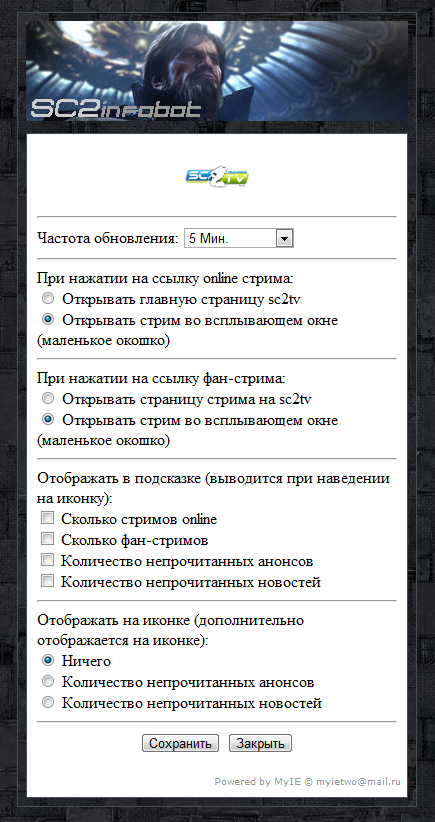 SC2infobot
SC2TV
Частота обновления: 5 Мин.
При нажатии на ссылку online стрима:
Открывать главную страницу sc2tv
Открывать стрим во всплывающем окне
(маленькое окошко)
При нажатии на ссылку фан-стрима:
Открывать страницу стрима на sc2tv
Открывать стрим во всплывающем окне
(маленькое окошко)
Отображать в подсказке (выводится при наведении
на иконку):
Сколько стримов online
Сколько фан-стримов
Количество непрочитанных анонсов
Количество непрочитанных новостей
Отображать на иконке (дополнительно
отображается на иконке):
Ничего
Количество непрочитанных анонсов
Количество непрочитанных новостей
Сохранить Закрыть
Powered by MyIE © myietwo@mail.ru